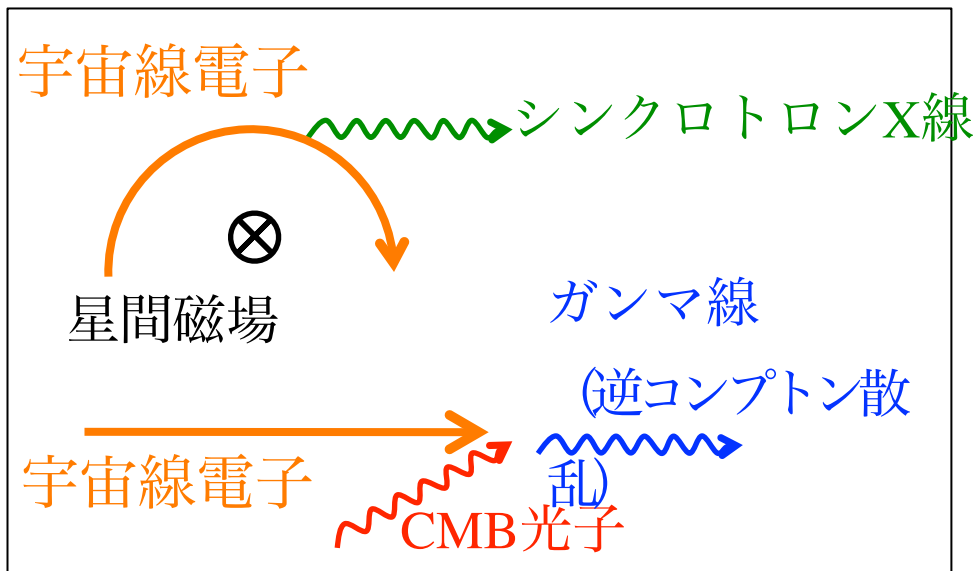 宇宙線電子
シンクロトロンX線
星間磁場
ガンマ線
(逆コンプトン散
乱)
宇宙線電子
CMB光子